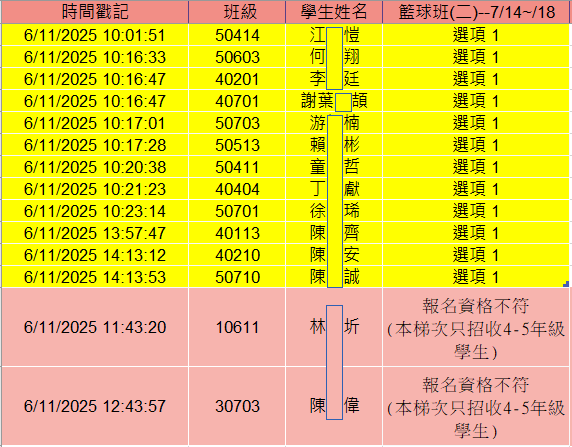 時間戳記 班級 學生姓名 籃球班(二)--7/14~/18
6/11/2025 10:01:51 50414 江 愷 選項 1
6/11/2025 10:16:33 50603 何 翔 選項 1
6/11/2025 10:16:47 40201 李 廷 選項 1
6/11/2025 10:16:47 40701 謝葉 頡 選項 1
6/11/2025 10:17:01 50703 游 楠 選項 1
6/11/2025 10:17:28 50513 賴 彬 選項 1
6/11/2025 10:20:38 50411 童 哲 選項 1
6/11/2025 10:21:23 40404 丁 獻 選項 1
6/11/2025 10:23:14 50701 徐 琋 選項 1
6/11/2025 13:57:47 40113 陳 齊 選項 1
6/11/2025 14:13:12 40210 陳 安 選項 1
6/11/2025 14:13:53 50710 陳 誠 選項 1
報名資格不符
6/11/2025 11:43:20 10611 林 圻 (本梯次只招收4-5年級
學生)
報名資格不符
6/11/2025 12:43:57 30703 陳 偉 (本梯次只招收4-5年級
學生)